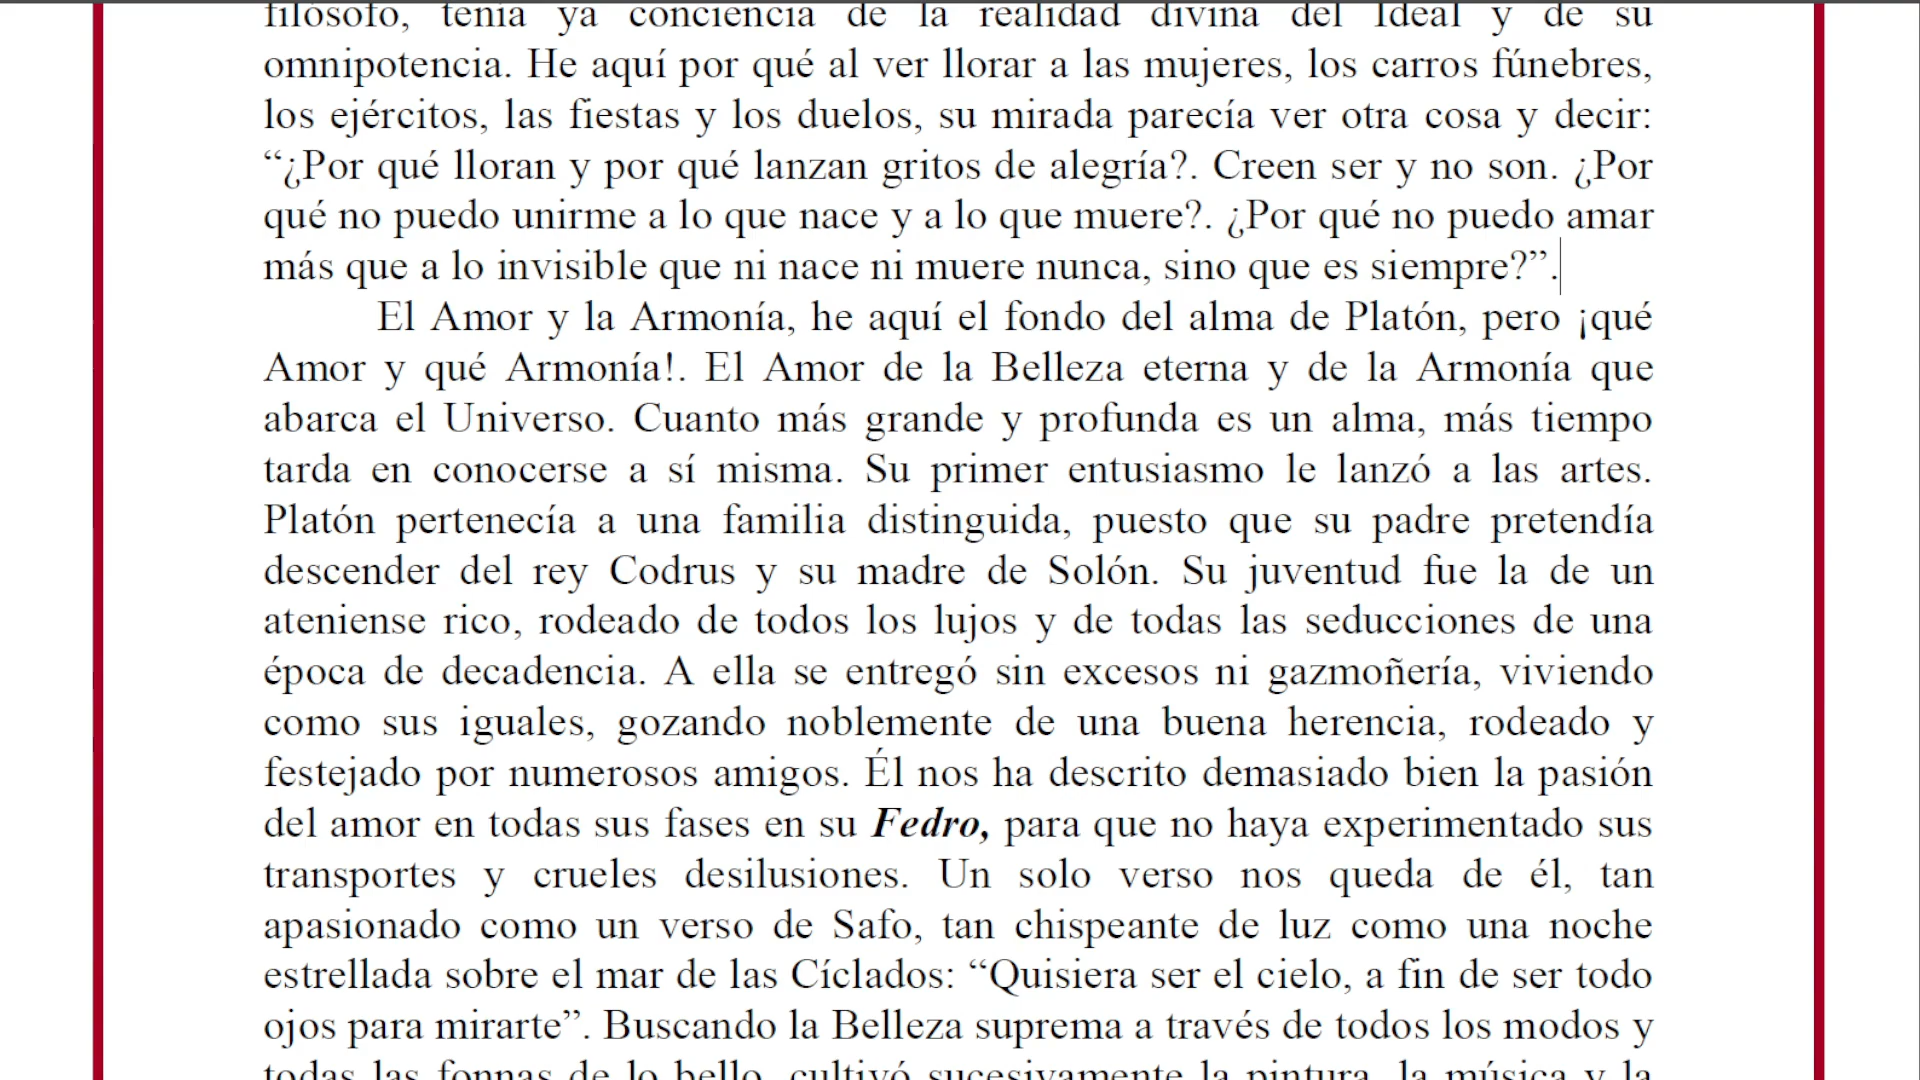 filósofo, tenía ya conciencia de la realidad divina del Ideal y de su
omnipotencia. He aquí por qué al ver llorar a las mujeres, los carros fúnebres,
los ejércitos, las fiestas y los duelos, su mirada parecía ver otra cosa y decir:
“¿Por qué lloran y por qué lanzan gritos de alegría?. Creen ser y no son. ¿Por
qué no puedo unirme a lo que nace y a lo que muere?. ¿Por qué no puedo amar
más que a lo invisible que ni nace ni muere nunca, sino que es siempre?”.
El Amor y la Armonía, he aquí el fondo del alma de Platón, pero ¡qué
Amor y qué Armonía!. El Amor de la Belleza eterna y de la Armonía que
abarca el Universo. Cuanto más grande y profunda es un alma, más tiempo
tarda en conocerse a sí misma. Su primer entusiasmo le lanzó a las artes.
Platón pertenecía a una familia distinguida, puesto que su padre pretendía
descender del rey Codrus y su madre de Solón. Su juventud fue la de un
ateniense rico, rodeado de todos los lujos y de todas las seducciones de una
época de decadencia. A ella se entregó sin excesos ni gazmoñería, viviendo
como sus iguales, gozando noblemente de una buena herencia, rodeado y
festejado por numerosos amigos. Él nos ha descrito demasiado bien la pasión
del amor en todas sus fases en su Fedro, para que no haya experimentado sus
transportes y crueles desilusiones. Un solo verso nos queda de él, tan
apasionado como un verso de Safo, tan chispeante de luz como una noche
estrellada sobre el mar de las Cíclados: “Quisiera ser el cielo, a fin de ser todo
ojos para mirarte”. Buscando la Belleza suprema a través de todos los modos y
todas las fonnas de lo bello, cultivó sucesivamente la pintura, la música y la